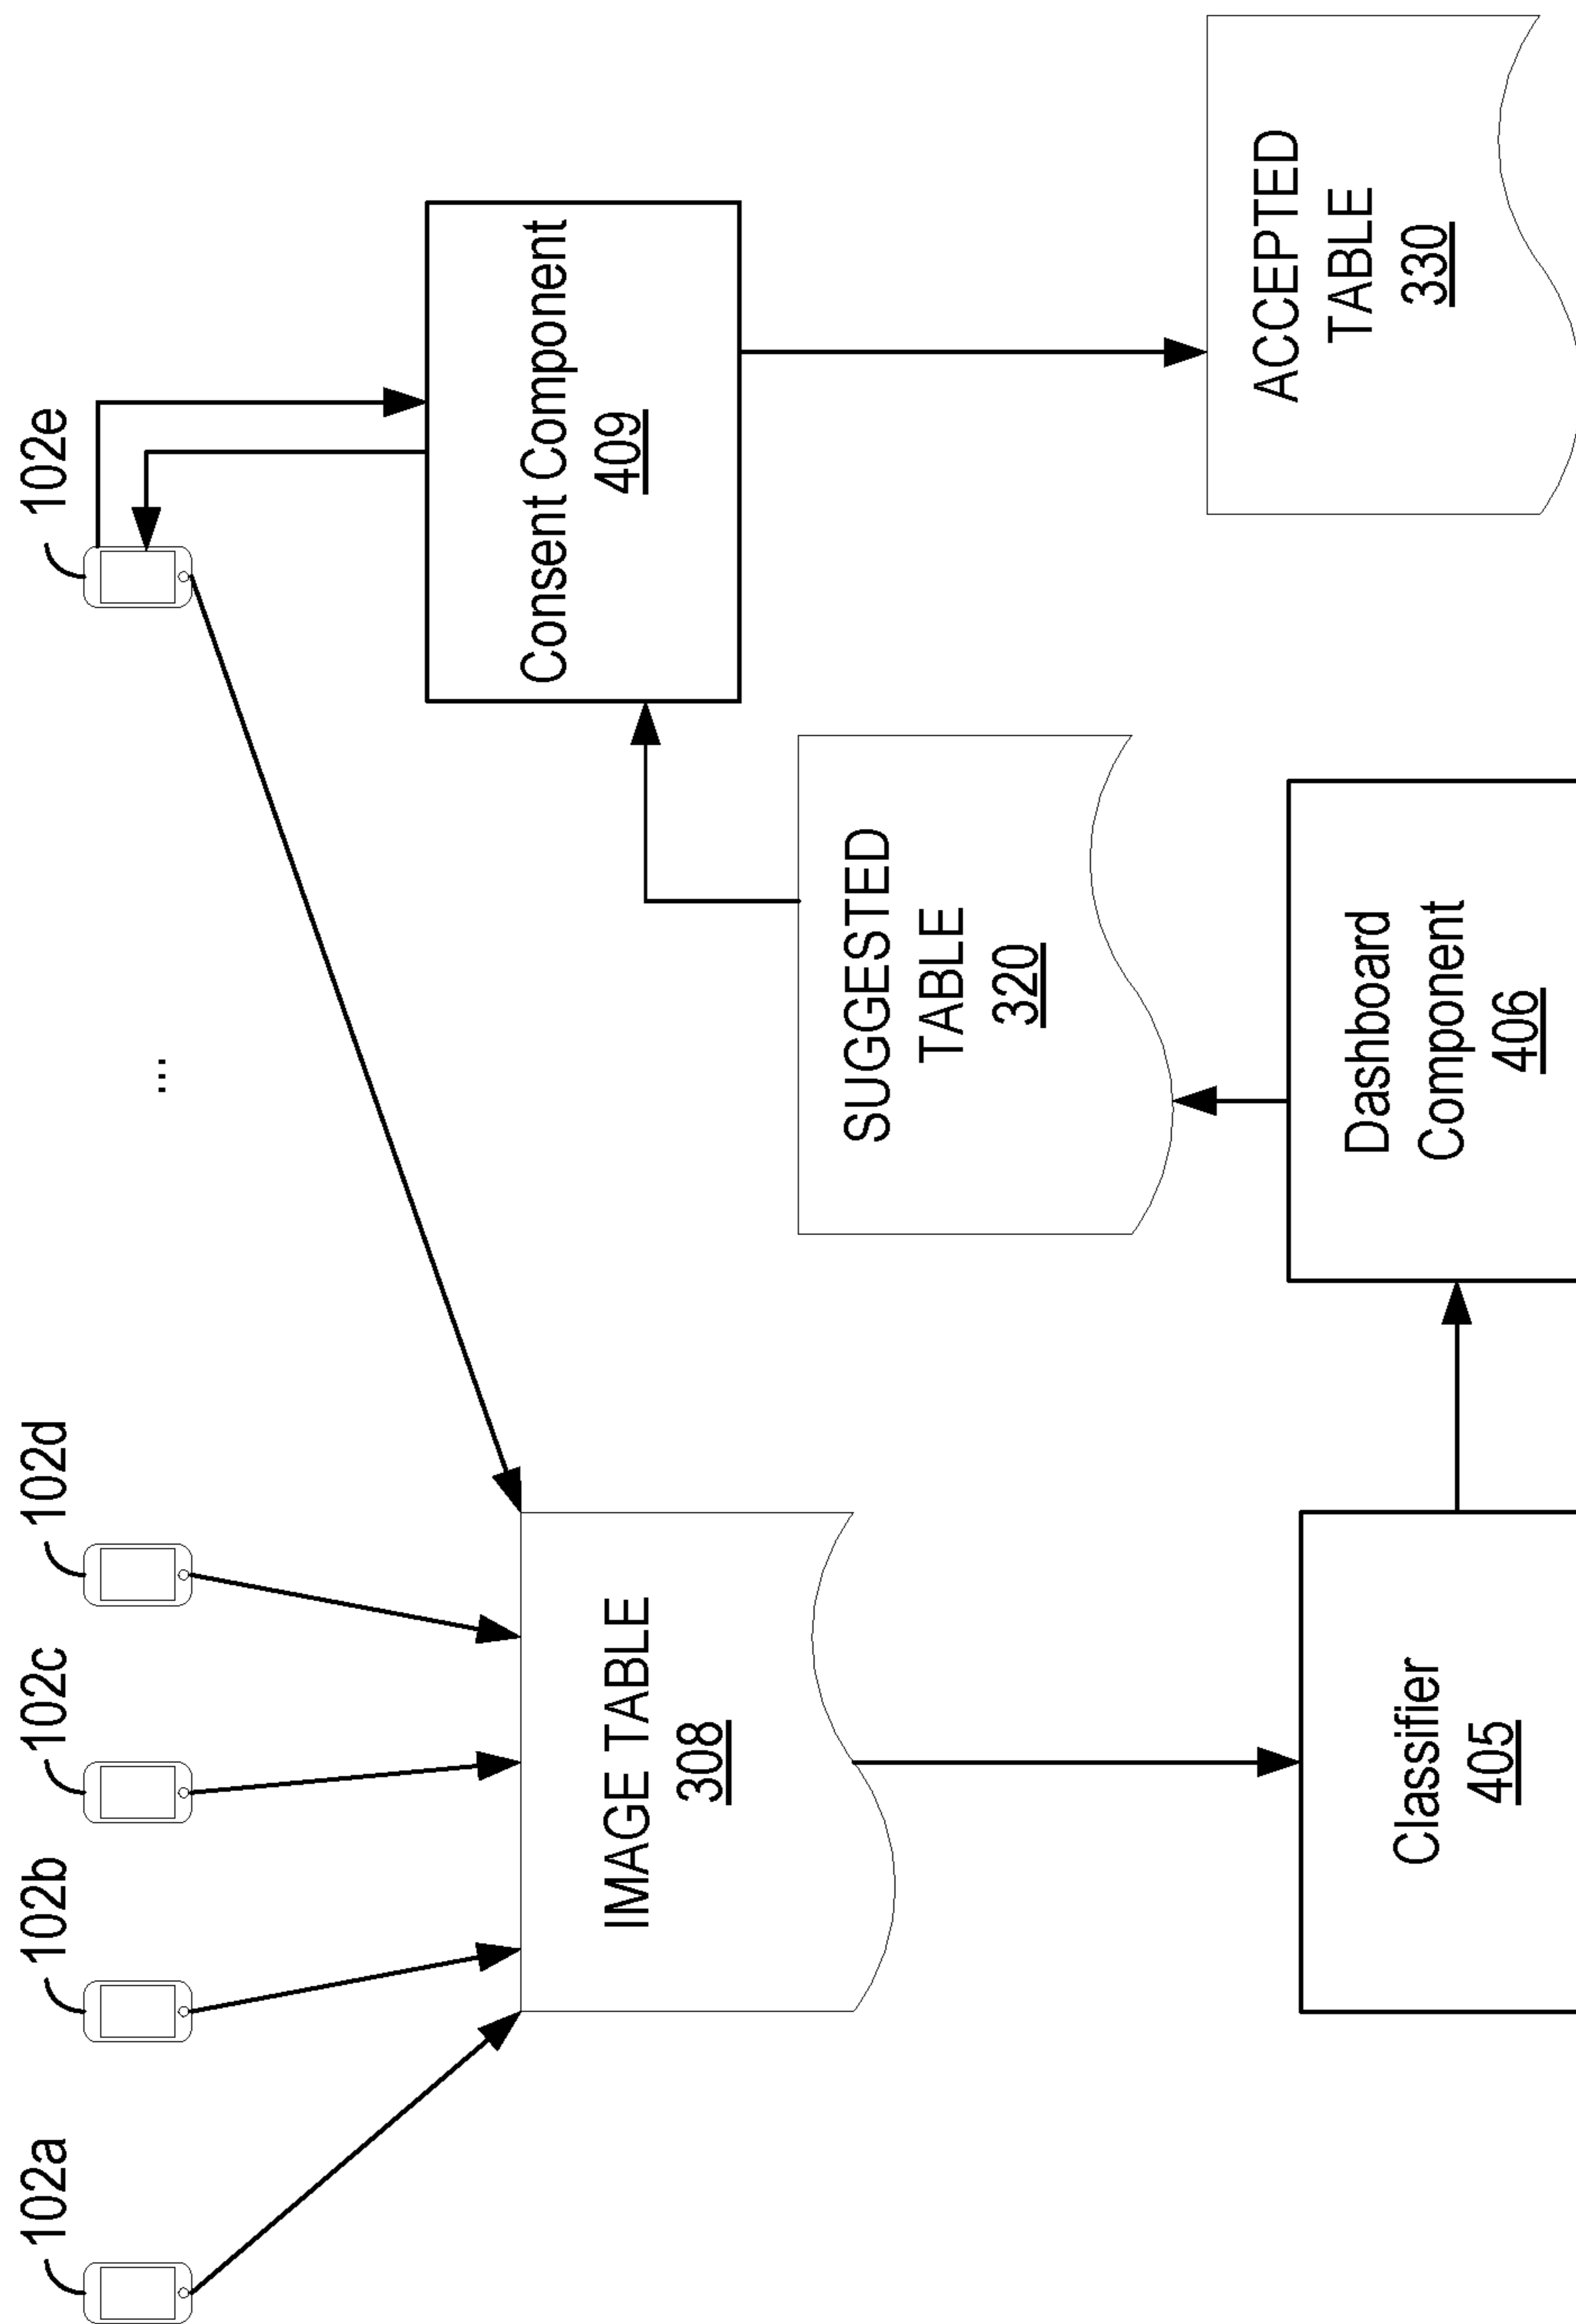 102a
102b
102c
102d
...
102e
IMAGE TABLE
308
Consent Component
409
SUGGESTED
TABLE
320
Classifier
405
Dashboard
Component
406
ACCEPTED
TABLE
330